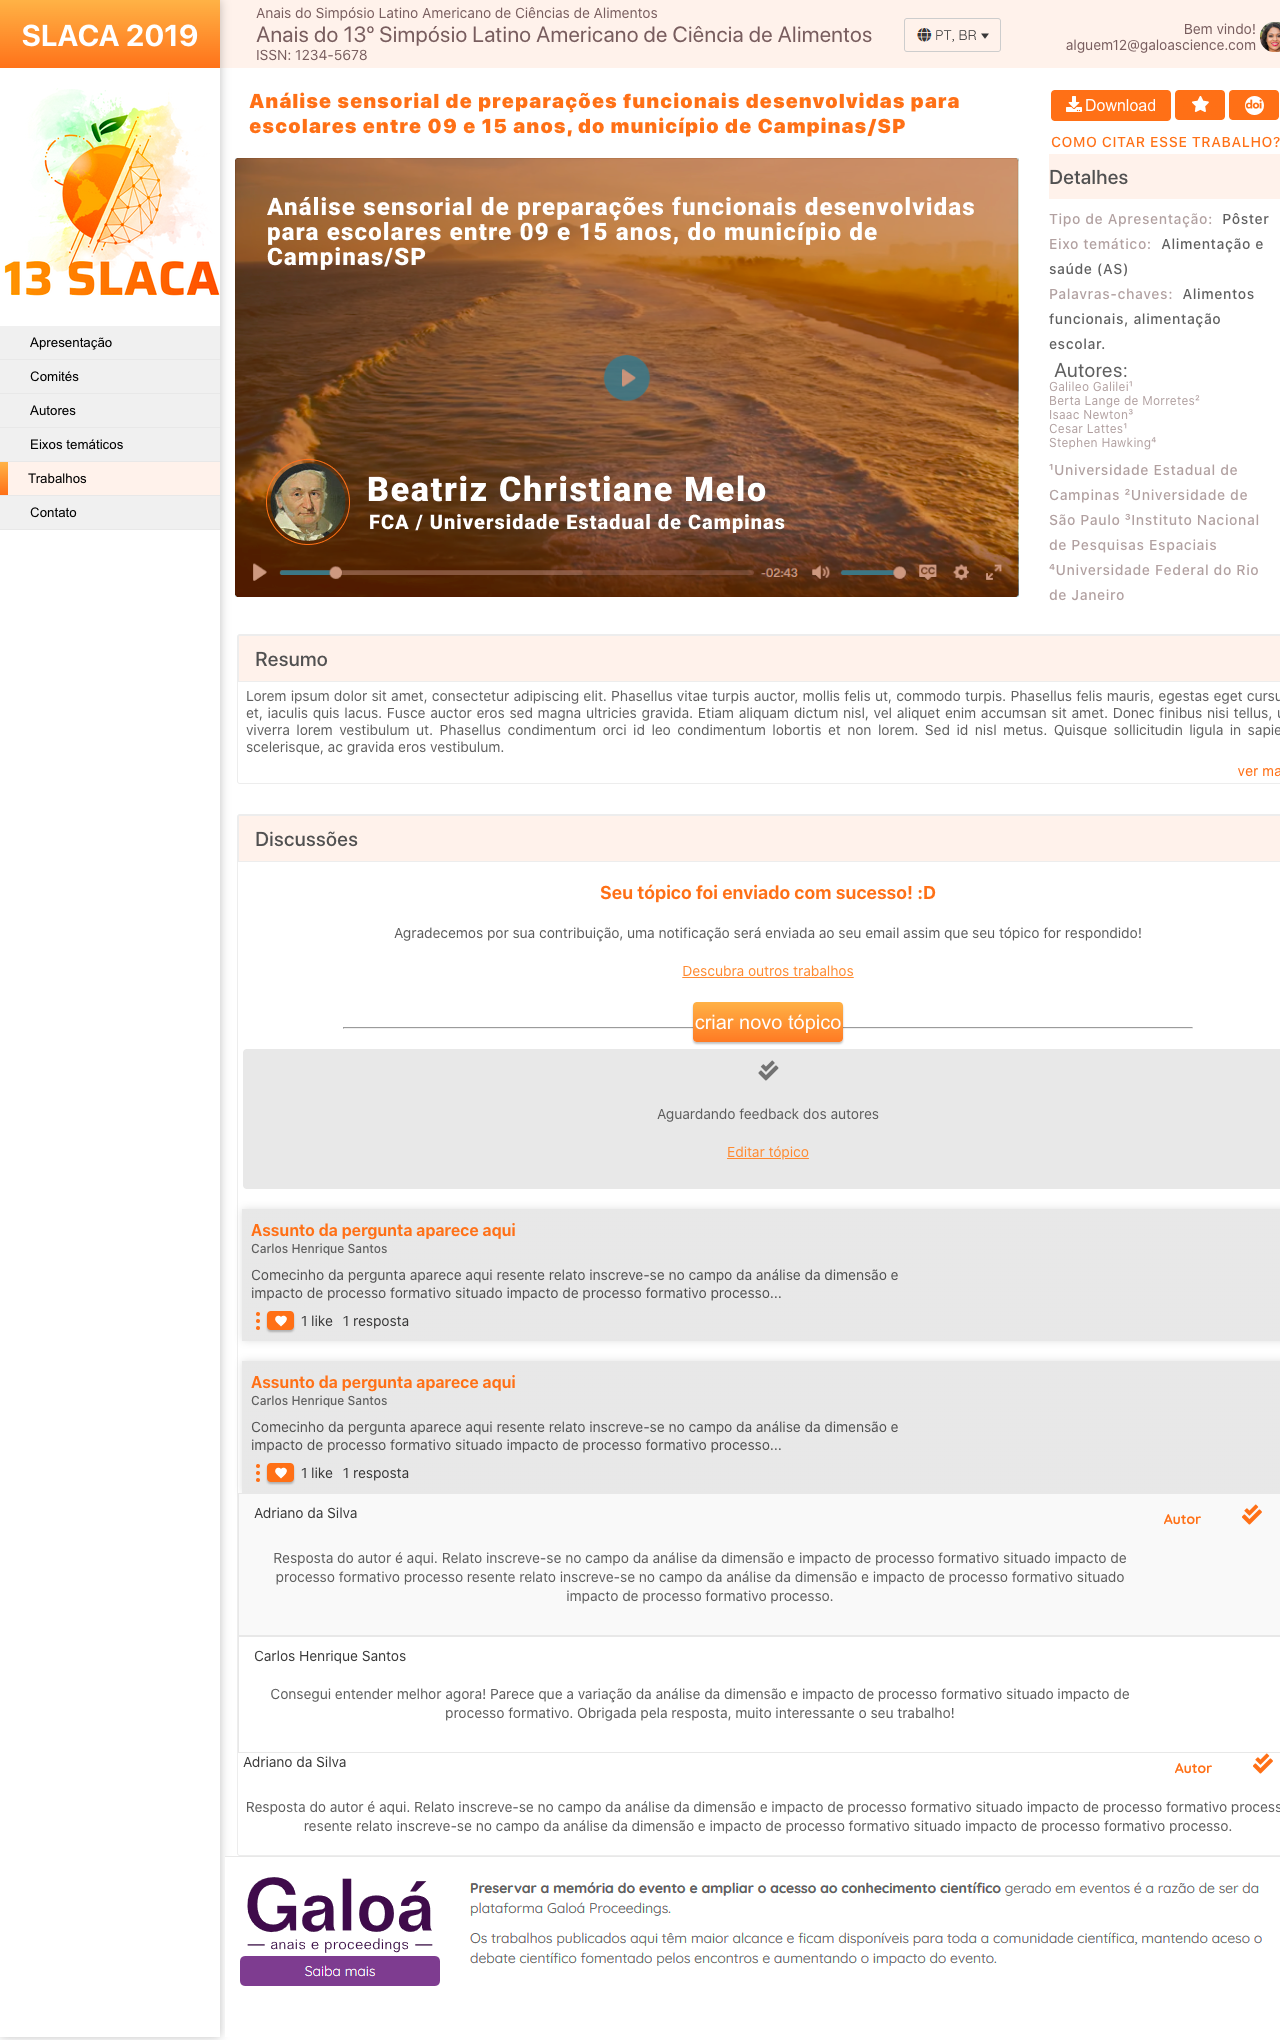 SLACA 2019
Anais do Simpósio Latino Americano de Ciências de Alimentos
Anais do 13º Simpósio Latino Americano de Ciência de Alimentos
ISSN: 1234-5678
PT, BR
Bem vindo!
alguem12@galoascience.com
13 SLACA
Apresentação
Comitês
Autores
Eixos temáticos
Trabalhos
Contato
Análise sensorial de preparações funcionais desenvolvidas para
escolares entre 09 e 15 anos, do município de Campinas/SP
Análise sensorial de preparações funcionais desenvolvidas
para escolares entre 09 e 15 anos, do município de
Campinas/SP
Beatriz Christiane Melo
FCA / Universidade Estadual de Campinas
-02:43
CC
Download
doi
COMO CITAR ESSE TRABALHO?
Detalhes
Tipo de Apresentação: Pôster
Eixo temático: Alimentação e
saúde (AS)
Palavras-chaves: Alimentos
funcionais, alimentação
escolar.
Autores:
Galileo Galilei¹
Berta Lange de Morretes²
Isaac Newton³
Cesar Lattes¹
Stephen Hawking⁴
¹Universidade Estadual de
Campinas ²Universidade de
São Paulo ³Instituto Nacional
de Pesquisas Espaciais
⁴Universidade Federal do Rio
de Janeiro
Resumo
Lorem ipsum dolor sit amet, consectetur adipiscing elit. Phasellus vitae turpis auctor, mollis felis ut, commodo turpis. Phasellus felis mauris, egestas eget cursu
et, iaculis quis lacus. Fusce auctor eros sed magna ultricies gravida. Etiam aliquam dictum nisl, vel aliquet enim accumsan sit amet. Donec finibus nisi tellus, u
viverra lorem vestibulum ut. Phasellus condimentum orci id leo condimentum lobortis et non lorem. Sed id nisl metus. Quisque sollicitudin ligula in sapie
scelerisque, ac gravida eros vestibulum.
ver ma
Discussões
Seu tópico foi enviado com sucesso! :D
Agradecemos por sua contribuição, uma notificação será enviada ao seu email assim que seu tópico for respondido!
Descubra outros trabalhos
criar novo tópico
Aguardando feedback dos autores
Editar tópico
Assunto da pergunta aparece aqui
Carlos Henrique Santos
Comecinho da pergunta aparece aqui resente relato inscreve-se no campo da análise da dimensão e
impacto de processo formativo situado impacto de processo formativo processo...
1 like 1 resposta
Assunto da pergunta aparece aqui
Carlos Henrique Santos
Comecinho da pergunta aparece aqui resente relato inscreve-se no campo da análise da dimensão e
impacto de processo formativo situado impacto de processo formativo processo...
1 like 1 resposta
Adriano da Silva
Autor
Resposta do autor é aqui. Relato inscreve-se no campo da análise da dimensão e impacto de processo formativo situado impacto de
processo formativo processo resente relato inscreve-se no campo da análise da dimensão e impacto de processo formativo situado
impacto de processo formativo processo.
Carlos Henrique Santos
Consegui entender melhor agora! Parece que a variação da análise da dimensão e impacto de processo formativo situado impacto de
processo formativo. Obrigada pela resposta, muito interessante o seu trabalho!
Adriano da Silva
Autor
Resposta do autor é aqui. Relato inscreve-se no campo da análise da dimensão e impacto de processo formativo situado impacto de processo formativo process
resente relato inscreve-se no campo da análise da dimensão e impacto de processo formativo situado impacto de processo formativo processo.
Galoá
anais e proceedings
Saiba mais
Preservar a memória do evento e ampliar o acesso ao conhecimento científico gerado em eventos é a razão de ser da
plataforma Galoá Proceedings.
Os trabalhos publicados aqui têm maior alcance e ficam disponíveis para toda a comunidade científica, mantendo aceso o
debate científico fomentado pelos encontros e aumentando o impacto do evento.